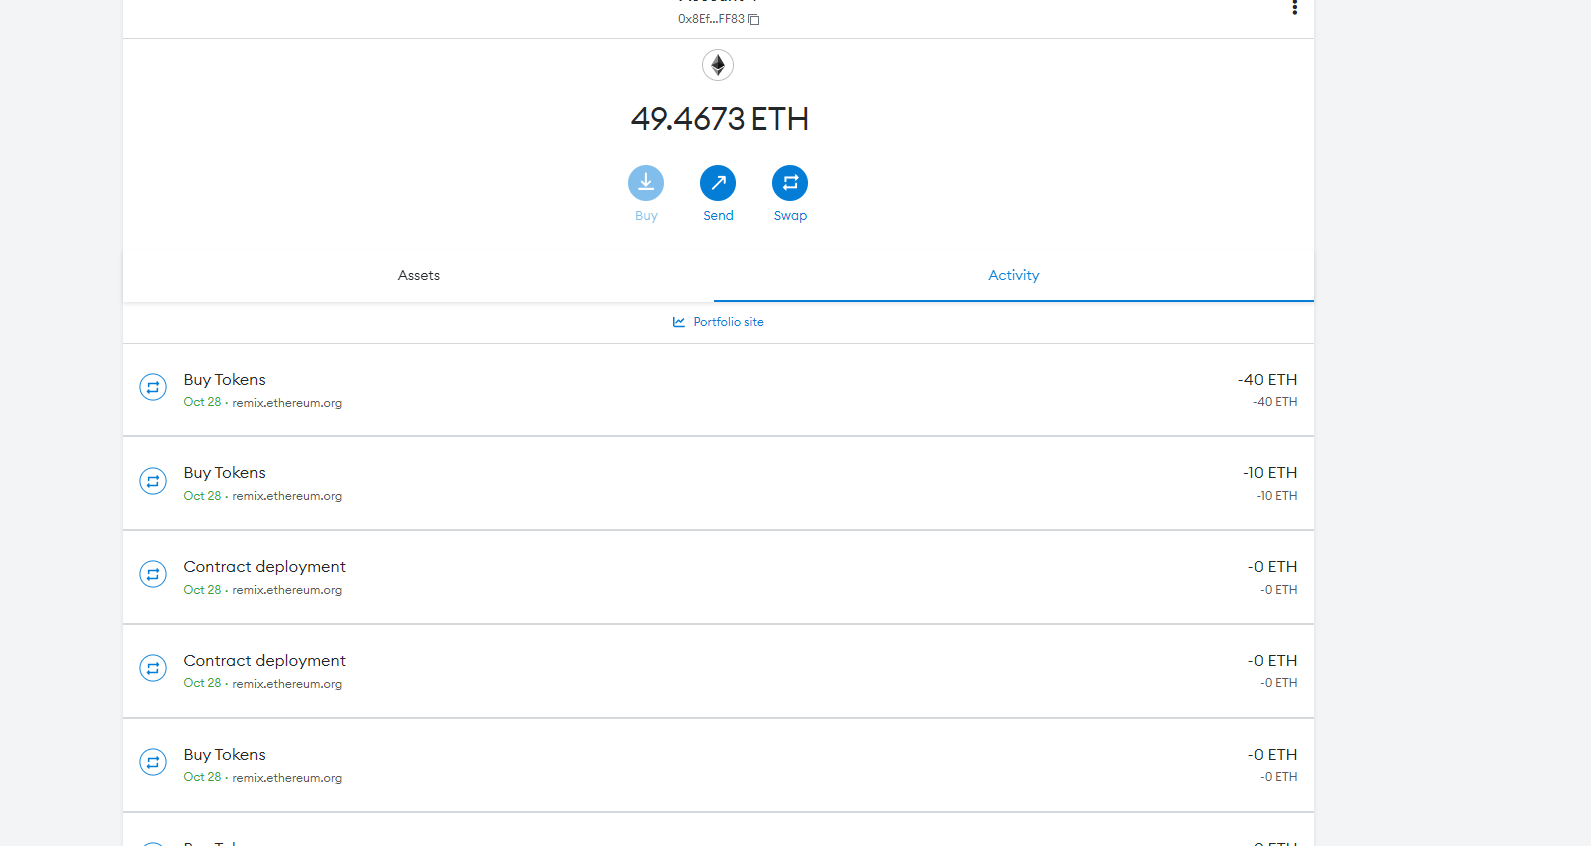 0x8Ef...FF83
49.4673 ETH
Buy Send Swap
Assets Activity
Portfolio site
Buy Tokens -40 ETH
Oct 28 · remix.ethereum.org -40 ETH
Buy Tokens -10 ETH
Oct 28 · remix.ethereum.org -10 ETH
Contract deployment -0 ETH
Oct 28 · remix.ethereum.org -0 ETH
Contract deployment -0 ETH
Oct 28 · remix.ethereum.org -0 ETH
Buy Tokens -0 ETH
Oct 28 · remix.ethereum.org -0 ETH